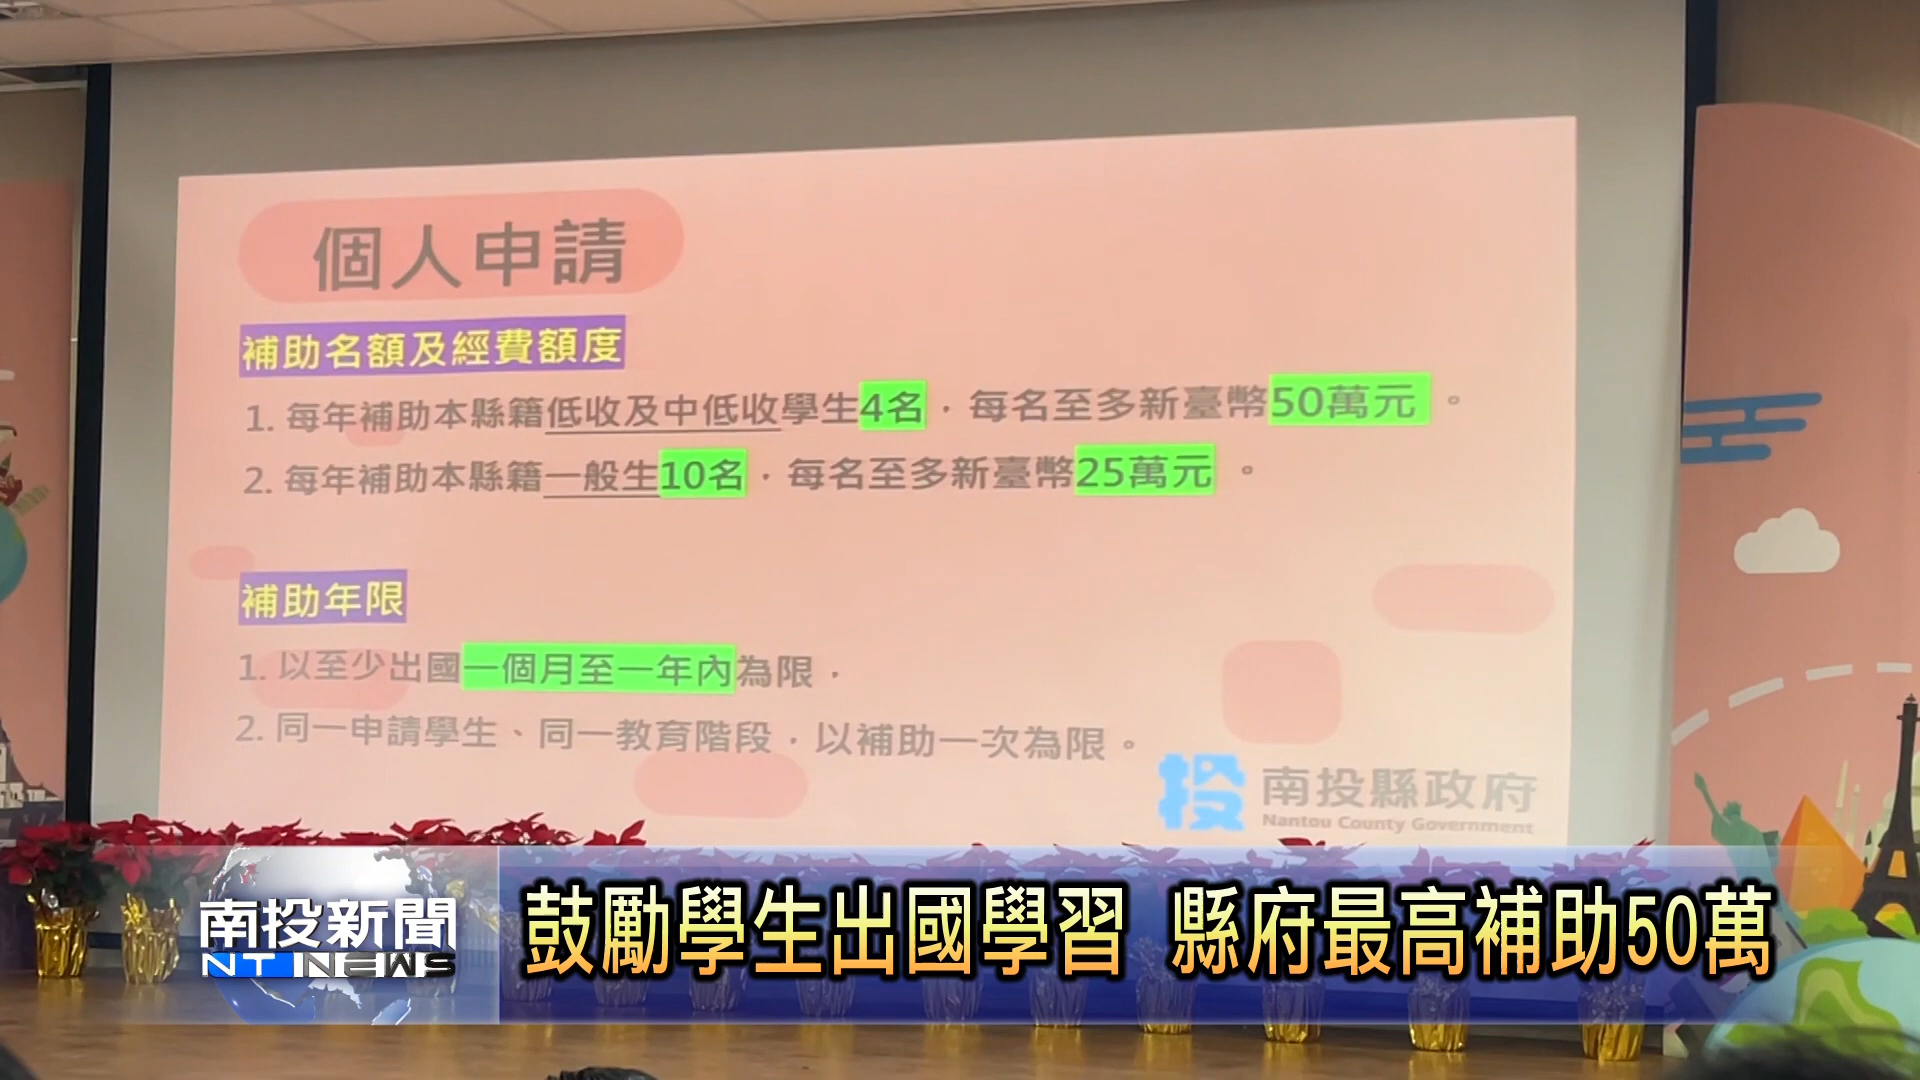 個人申請
補助名額及經費額度
1. 每年補助本縣籍低收及中低收學生4名，每名至多新臺幣50萬元。
2. 每年補助本縣籍一般生10名，每名至多新臺幣25萬元。
補助年限
1. 以至少出國一個月至一年內為限，
2. 同一申請學生、同一教育階段，以補助一次為限。
投 南投縣政府
Nantou County Government
南投新聞
NT NEWS
鼓勵學生出國學習 縣府最高補助50萬